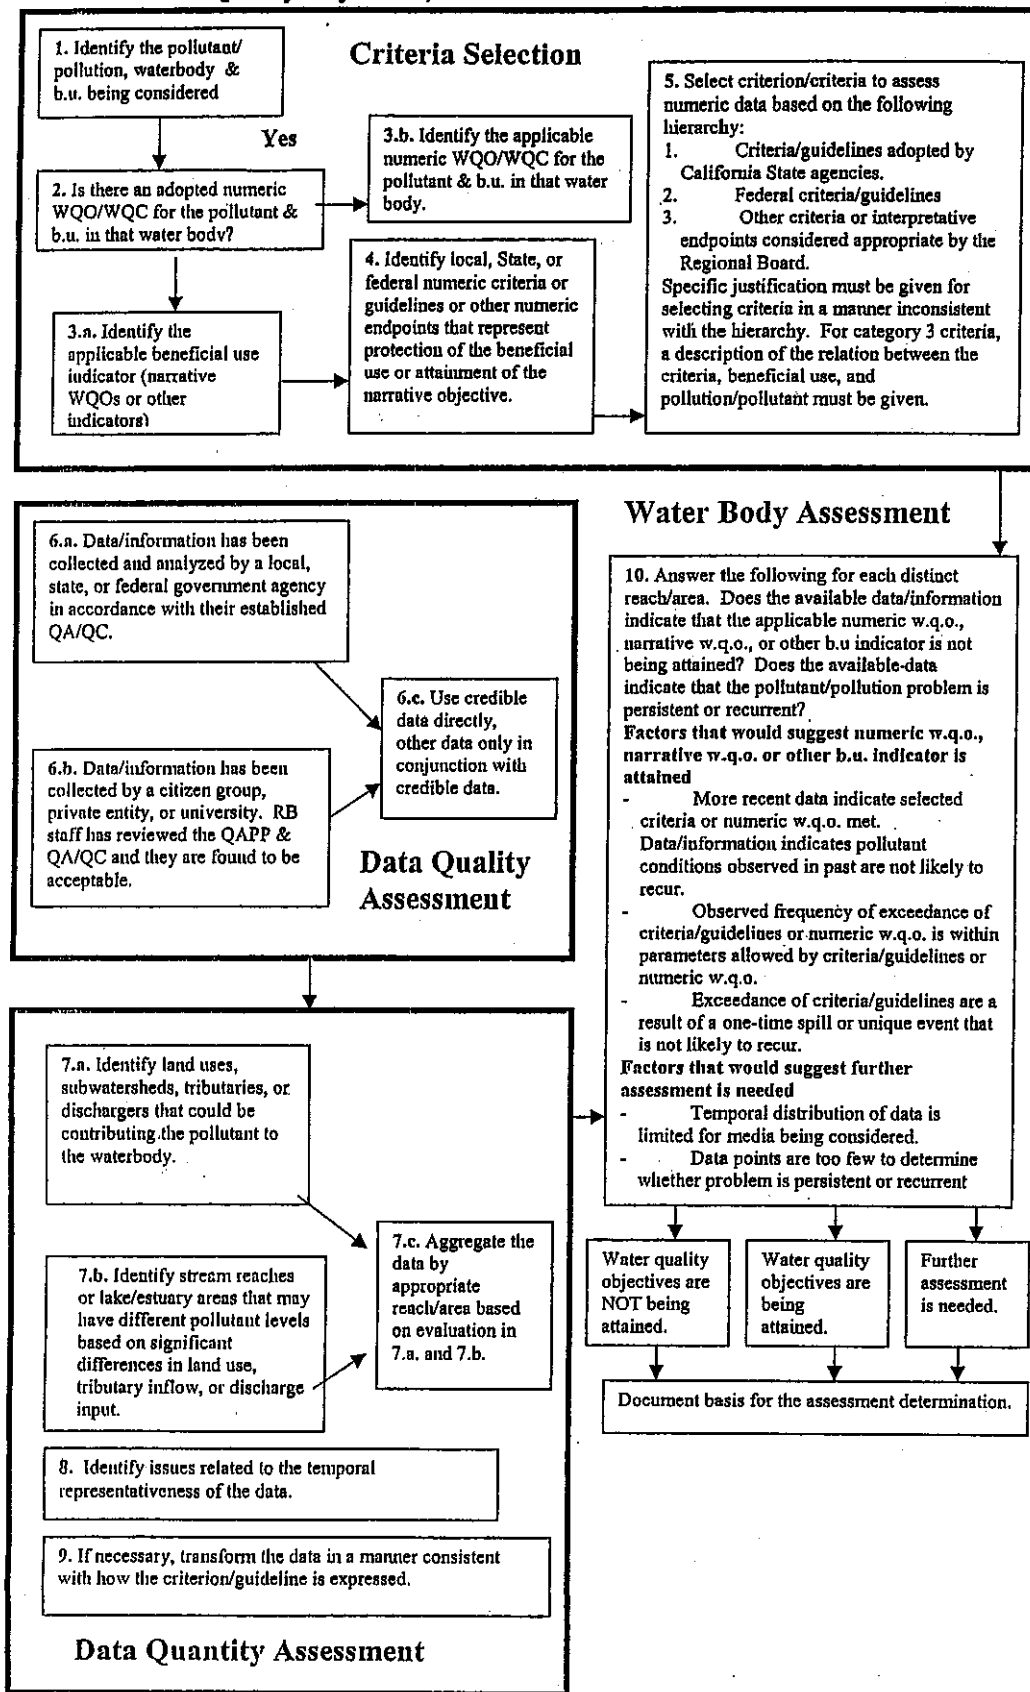 Criteria Selection
1. Identify the pollutant/
pollution, waterbody &
b.u. being considered
Yes
2. Is there an adopted numeric
WQO/WQC for the pollutant &
b.u. in that water body?
3.b. Identify the applicable
numeric WQO/WQC for the
pollutant & b.u. in that water
body.
3.a. Identify the
applicable beneficial use
indicator (narrative
WQOs or other
indicators)
4. Identify local, State, or
federal numeric criteria or
guidelines or other numeric
endpoints that represent
protection of the beneficial
use or attainment of the
narrative objective.
5. Select criterion/criteria to assess
numeric data based on the following
hierarchy:
1. Criteria/guidelines adopted by
California State agencies.
2. Federal criteria/guidelines
3. Other criteria or interpretative
endpoints considered appropriate by the
Regional Board.
Specific justification must be given for
selecting criteria in a manner inconsistent
with the hierarchy. For category 3 criteria,
a description of the relation between the
criteria, beneficial use, and
pollution/pollutant must be given.
6.a. Data/information has been
collected and analyzed by a local,
state, or federal government agency
in accordance with their established
QA/QC.
6.b. Data/information has been
collected by a citizen group,
private entity, or university. RB
staff has reviewed the QAPP &
QA/QC and they are found to be
acceptable.
6.c. Use credible
data directly,
other data only in
conjunction with
credible data.
Data Quality
Assessment
7.a. Identify land uses,
subwatersheds, tributaries, or
dischargers that could be
contributing the pollutant to
the waterbody.
7.b. Identify stream reaches
or lake/estuary areas that may
have different pollutant levels
based on significant
differences in land use,
tributary inflow, or discharge
input.
7.c. Aggregate the
data by
appropriate
reach/area based
on evaluation in
7.a. and 7.b.
8. Identify issues related to the temporal
representativeness of the data.
9. If necessary, transform the data in a manner consistent
with how the criterion/guideline is expressed.
Data Quantity Assessment
Water Body Assessment
10. Answer the following for each distinct
reach/area. Does the available data/information
indicate that the applicable numeric w.q.o.,
narrative w.q.o., or other b.u indicator is not
being attained? Does the available-data
indicate that the pollutant/pollution problem is
persistent or recurrent?
Factors that would suggest numeric w.q.o.,
narrative w.q.o. or other b.u. indicator is
attained
- More recent data indicate selected
criteria or numeric w.q.o. met.
Data/information indicates pollutant
conditions observed in past are not likely to
recur.
- Observed frequency of exceedance of
criteria/guidelines or numeric w.q.o. is within
parameters allowed by criteria/guidelines or
numeric w.q.o.
- Exceedance of criteria/guidelines are a
result of a one-time spill or unique event that
is not likely to recur.
Factors that would suggest further
assessment is needed
- Temporal distribution of data is
limited for media being considered.
- Data points are too few to determine
whether problem is persistent or recurrent
Water quality
objectives are
NOT being
attained.
Water quality
objectives are
being
attained.
Further
assessment
is needed.
Document basis for the assessment determination.